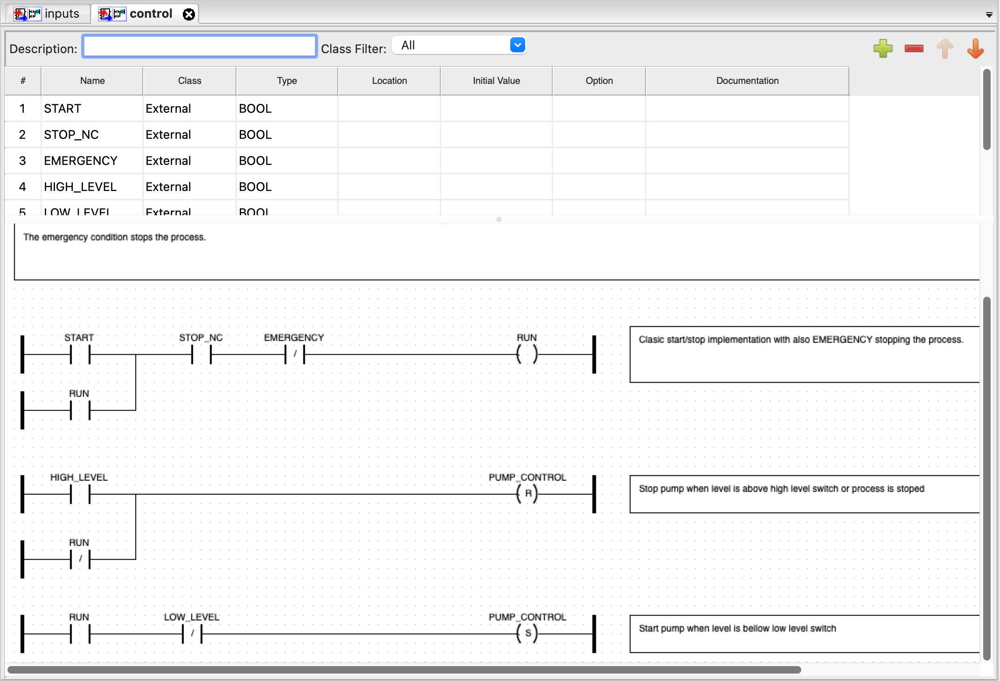 inputs control
Description: Class Filter: All
# Name Class Type Location Initial Value Option Documentation
1 START External BOOL
2 STOP_NC External BOOL
3 EMERGENCY External BOOL
4 HIGH_LEVEL External BOOL
5 LOW_LEVEL External BOOL
The emergency condition stops the process.
START STOP_NC EMERGENCY RUN
/
Clasic start/stop implementation with also EMERGENCY stopping the process.
RUN
HIGH_LEVEL PUMP_CONTROL
R
Stop pump when level is above high level switch or process is stoped
RUN
/
RUN LOW_LEVEL PUMP_CONTROL
/ S
Start pump when level is bellow low level switch